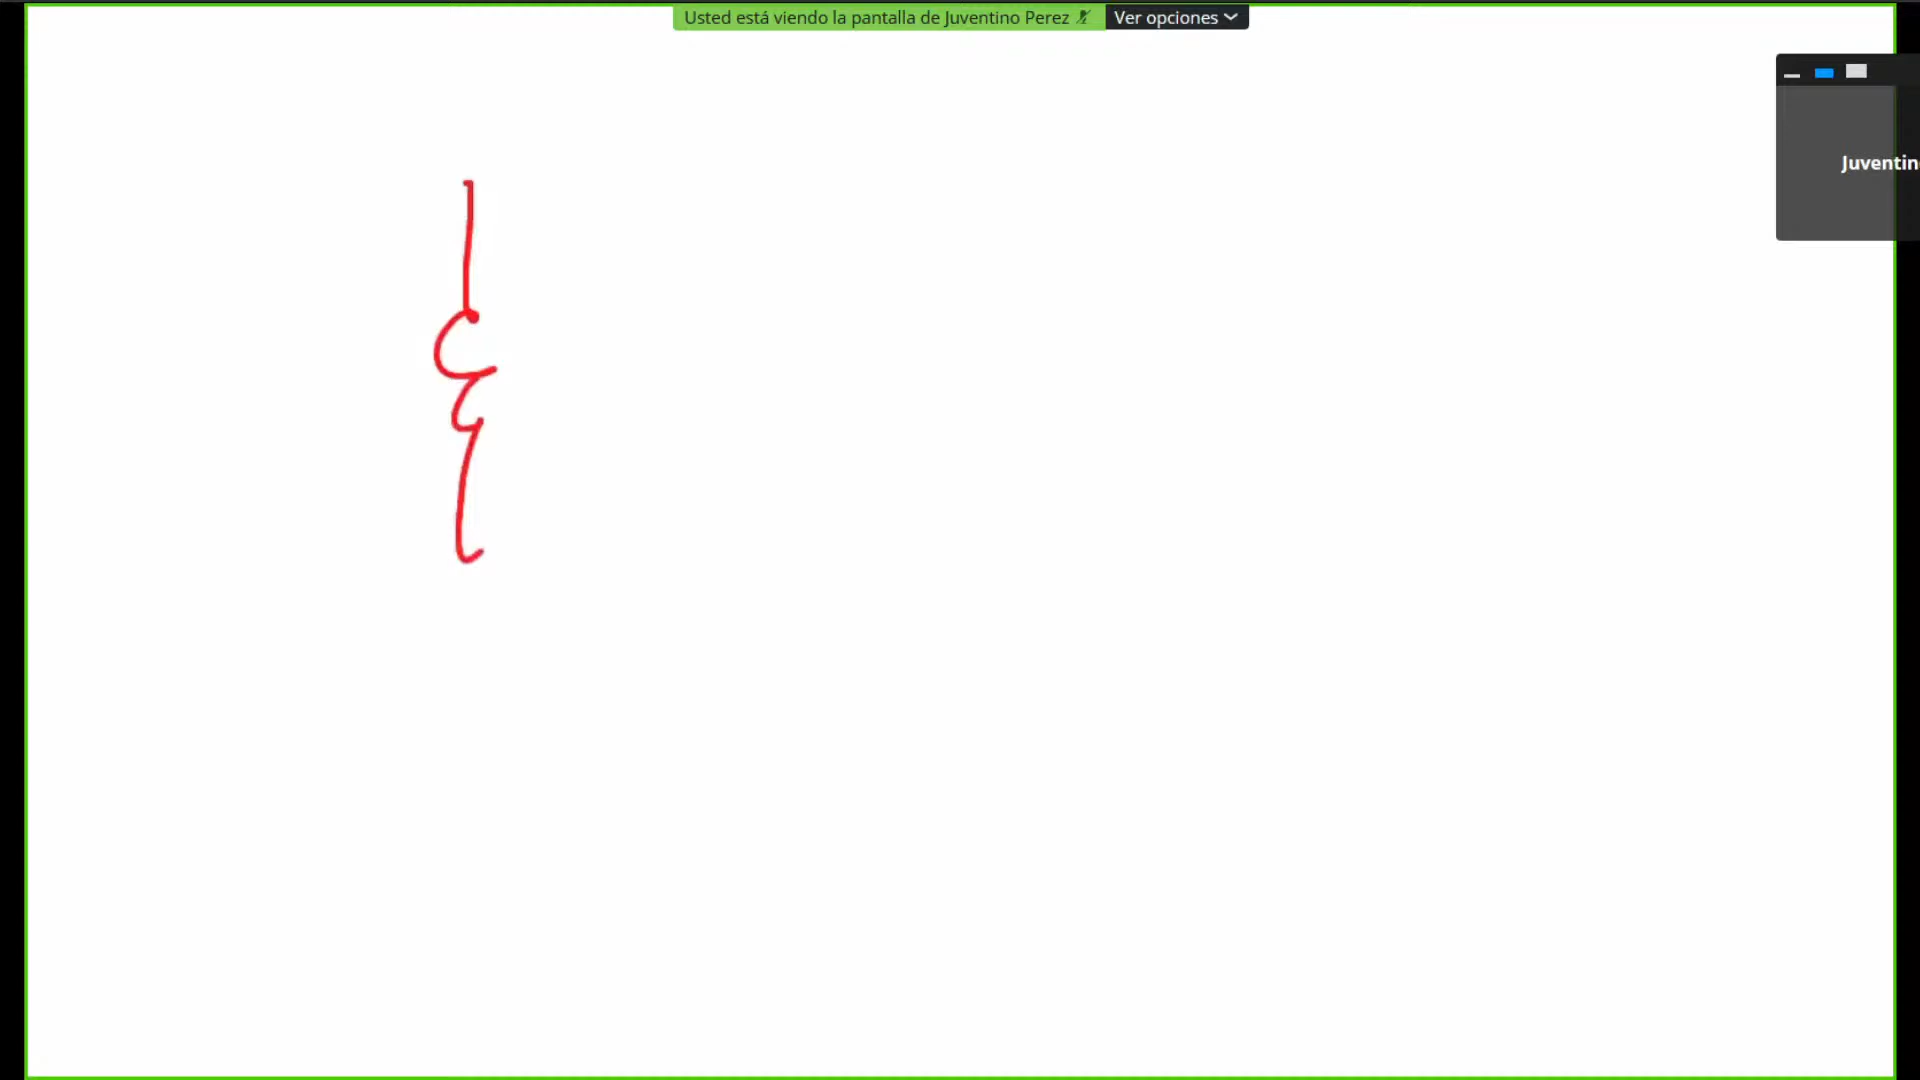 Usted está viendo la pantalla de Juventino Perez
Ver opciones
Juventin